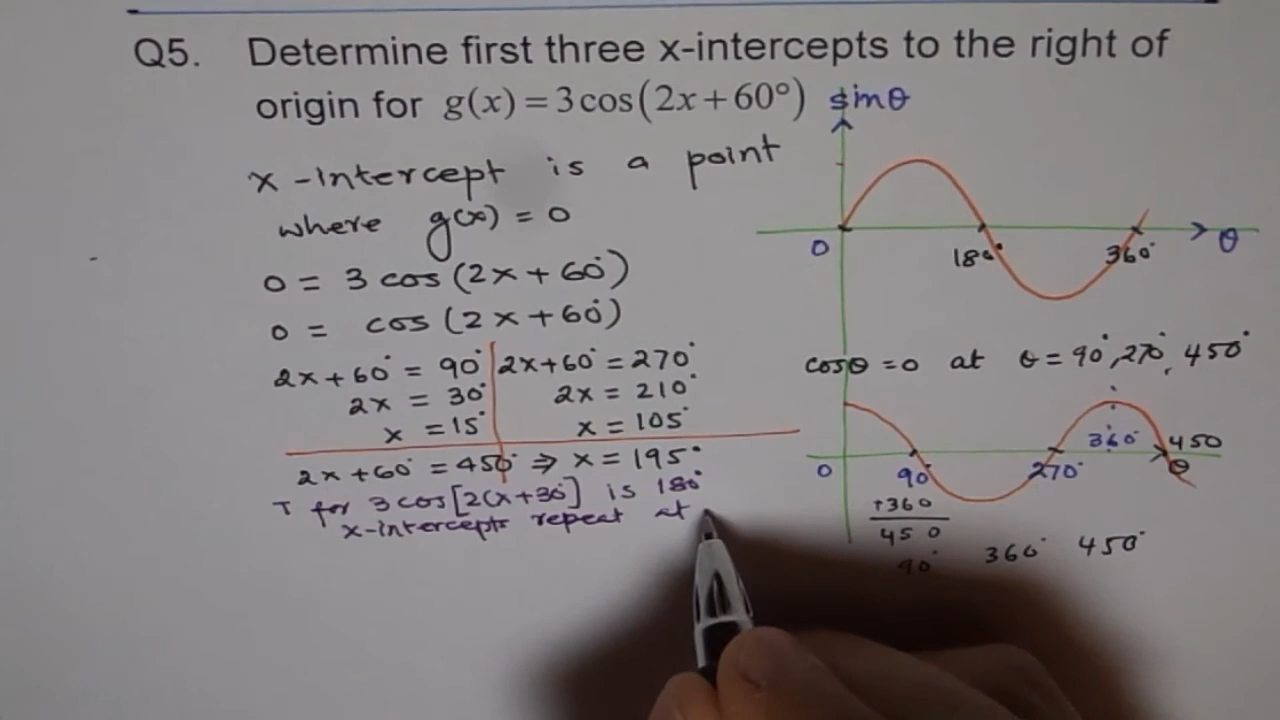 Q5. Determine first three x-intercepts to the right of
origin for g(x) = 3cos(2x+60°)
x-intercept is a point
where g(x) = 0
0 = 3 cos (2x + 60°)
0 = cos (2x + 60°)
2x + 60° = 90°
2x = 30°
x = 15°
2x + 60° = 270°
2x = 210°
x = 105°
2x + 60° = 450° ⇒ x = 195°
T for 3 cos[2(x+30°] is 180°
x-intercepts repeat at
sinθ
0
180°
360°
θ
cosθ = 0 at θ = 90°, 270°, 450°
0
90°
270°
360°
450
θ
+360
450
90°
360° 450°